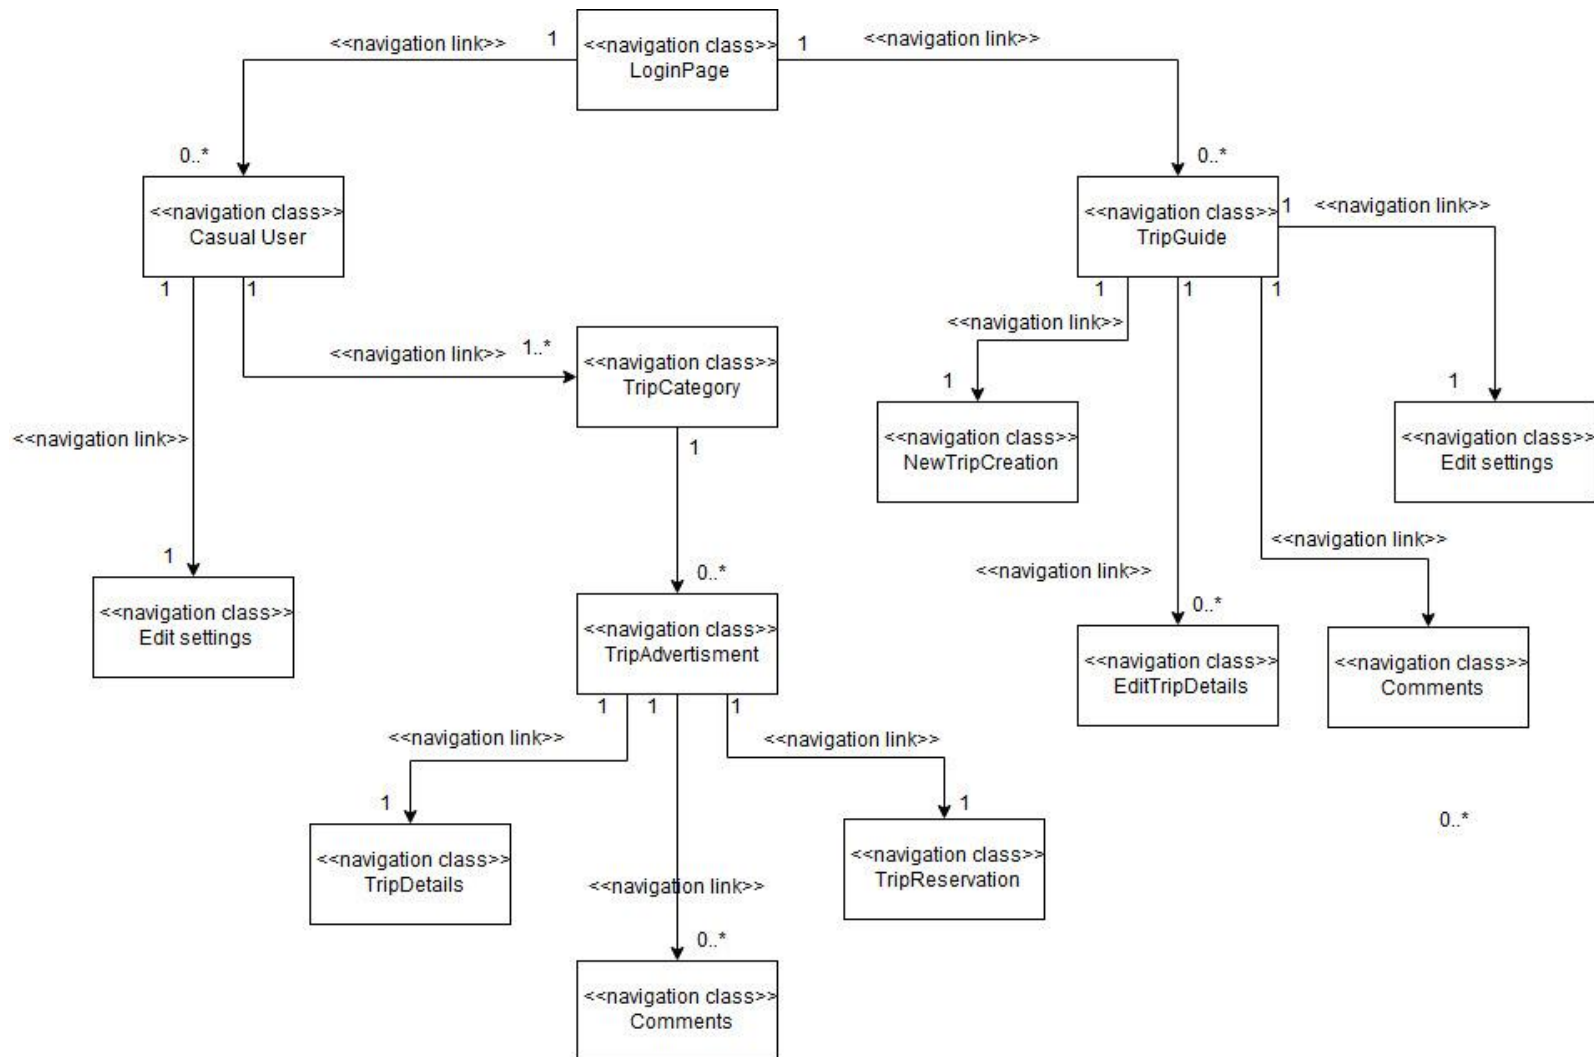 <<navigation link>>
1
<<navigation class>>
LoginPage
1
<<navigation link>>
0..*
<<navigation class>>
Casual User
1
1
0..*
<<navigation class>>
TripGuide
1
<<navigation link>>
1
1
1
<<navigation link>>
<<navigation link>>
1..*
<<navigation class>>
TripCategory
1
1
<<navigation class>>
NewTripCreation
1
<<navigation class>>
Edit settings
<<navigation link>>
1
<<navigation link>>
<<navigation link>>
1
<<navigation class>>
Edit settings
0..*
<<navigation class>>
TripAdvertisment
1
1
1
0..*
<<navigation class>>
EditTripDetails
<<navigation class>>
Comments
<<navigation link>>
<<navigation link>>
1
<<navigation class>>
TripDetails
1
<<navigation class>>
TripReservation
0..*
<<navigation link>>
0..*
<<navigation class>>
Comments